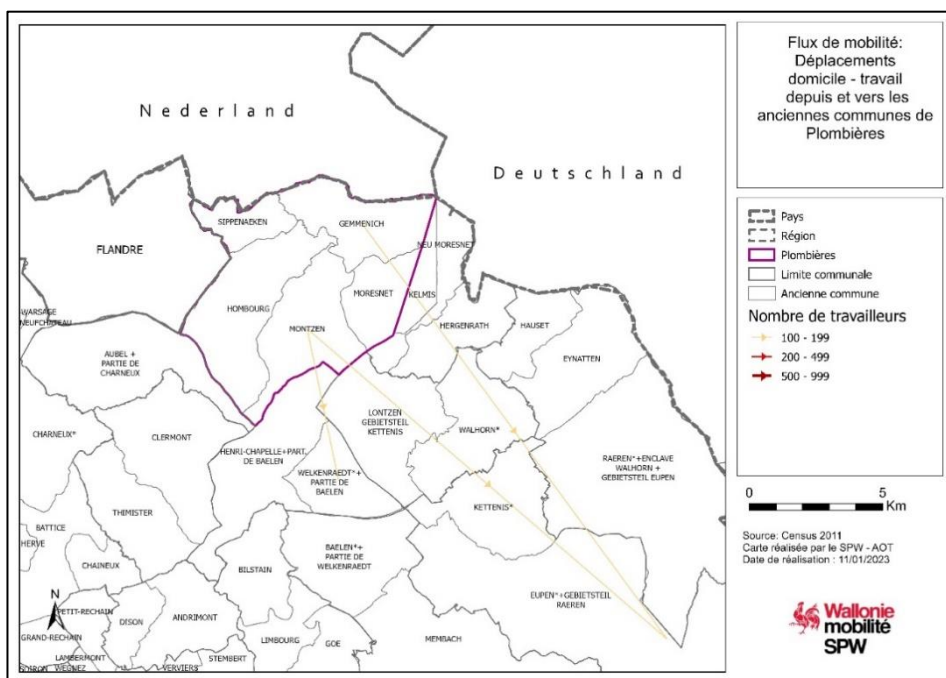 Flux de mobilité:
Déplacements
domicile - travail
depuis et vers les
anciennes communes de
Plombières
Nederland
Deutschland
SIPPENAEKEN
GEMMENICH
FLANDRE
NEU MORESNET
MORESNET
KELMIS
HOMBOURG
WARSAGE
NEUFCHATEAU
MONTZEN
HERGENRATH
HAUSET
EYNATTEN
AUBEL +
PARTIE DE
CHARNEUX
LONTZEN
GEBIETSTEIL
KETTENIS
WALHORN*
CHARNEUX*
CLERMONT
HENRI-CHAPELLE+PART.
DE BAELEN
WELKENRAEDT*+
PARTIE DE
BAELEN
RAEREN*+ENCLAVE
WALHORN +
GEBIETSTEIL EUPEN
THIMISTER
KETTENIS*
BATTICE
HERVE
CHAINEUX
BILSTAIN
BAELEN*+
PARTIE DE
WELKENRAEDT
EUPEN*+GEBIETSTEIL
RAEREN
N
PETIT-RECHAIN
GRAND-RECHAIN
DISON
ANDRIMONT
LIMBOURG
GOE
MEMBACH
LAMBERMONT
WEGNEZ
STEMBERT
VERVIERS
Pays
Région
Plombières
Limite communale
Ancienne commune
Nombre de travailleurs
100 - 199
200 - 499
500 - 999
0 5
Km
Source: Census 2011
Carte réalisée par le SPW - AOT
Date de réalisation : 11/01/2023
Wallonie
mobilité
SPW